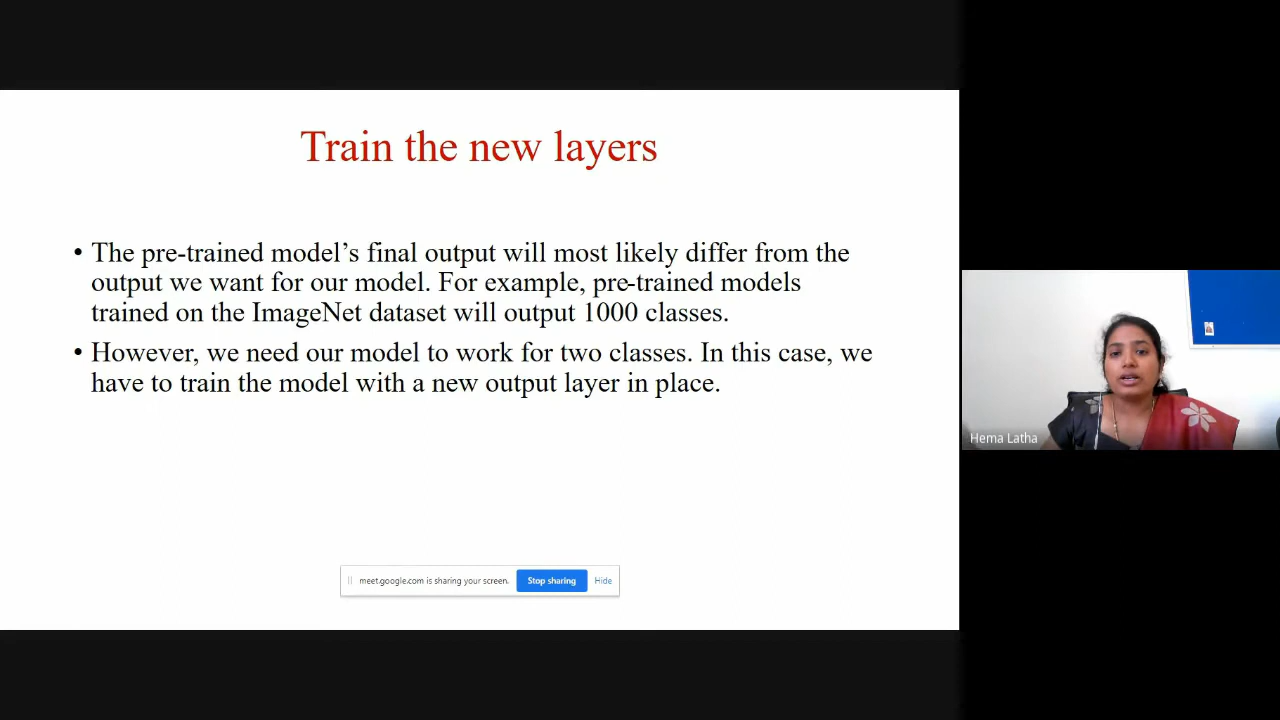 Train the new layers
• The pre-trained model’s final output will most likely differ from the
output we want for our model. For example, pre-trained models
trained on the ImageNet dataset will output 1000 classes.
• However, we need our model to work for two classes. In this case, we
have to train the model with a new output layer in place.
Hema Latha
meet.google.com is sharing your screen.
Stop sharing
Hide